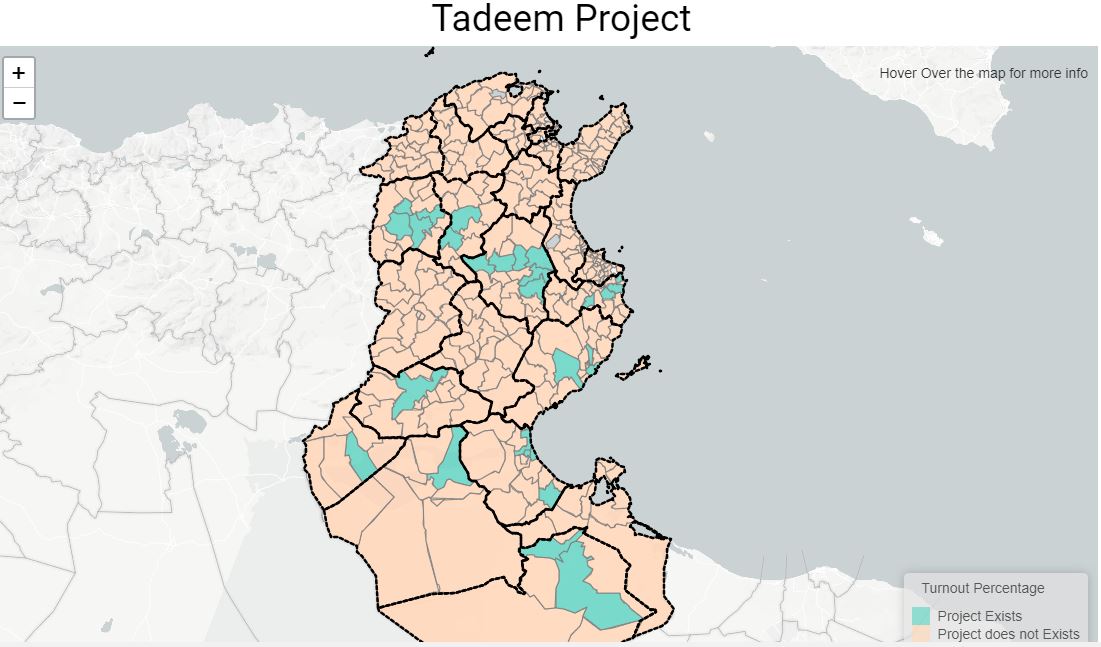 Tadeem Project
+
Hover Over the map for more info
−
Turnout Percentage
Project Exists
Project does not Exists